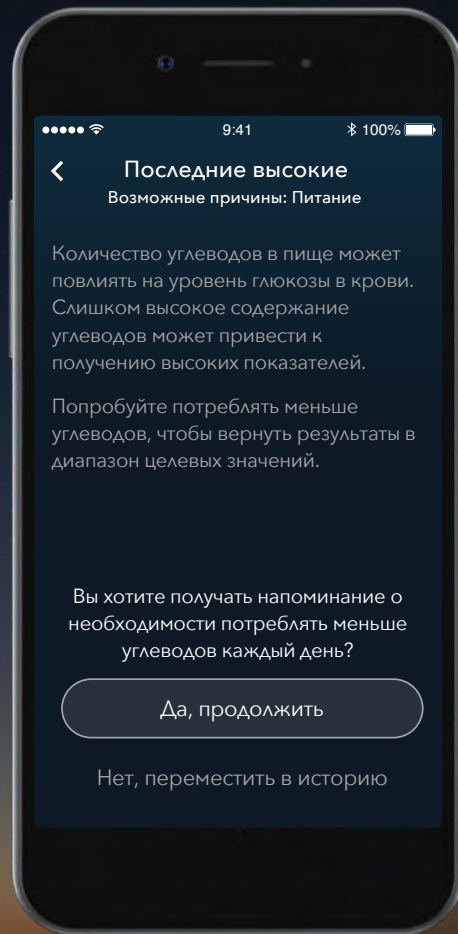 9:41
100%
Последние высокие
Возможные причины: Питание
Количество углеводов в пище может
повлиять на уровень глюкозы в крови.
Слишком высокое содержание
углеводов может привести к
получению высоких показателей.
Попробуйте потреблять меньше
углеводов, чтобы вернуть результаты в
диапазон целевых значений.
Вы хотите получать напоминание о
необходимости потреблять меньше
углеводов каждый день?
Да, продолжить
Нет, переместить в историю